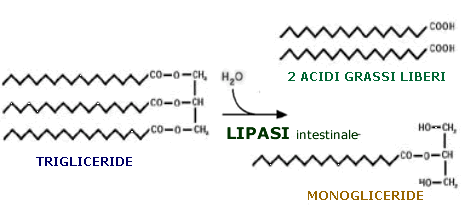 COOH
COOH
2 ACIDI GRASSI LIBERI
CO-O-CH₂
H₂O
CO-O-CH
CO-O-CH₂
LIPASI intestinale
TRIGLICERIDE
HO-CH₂
CO-O-CH
HO-CH₂
MONOGLICERIDE